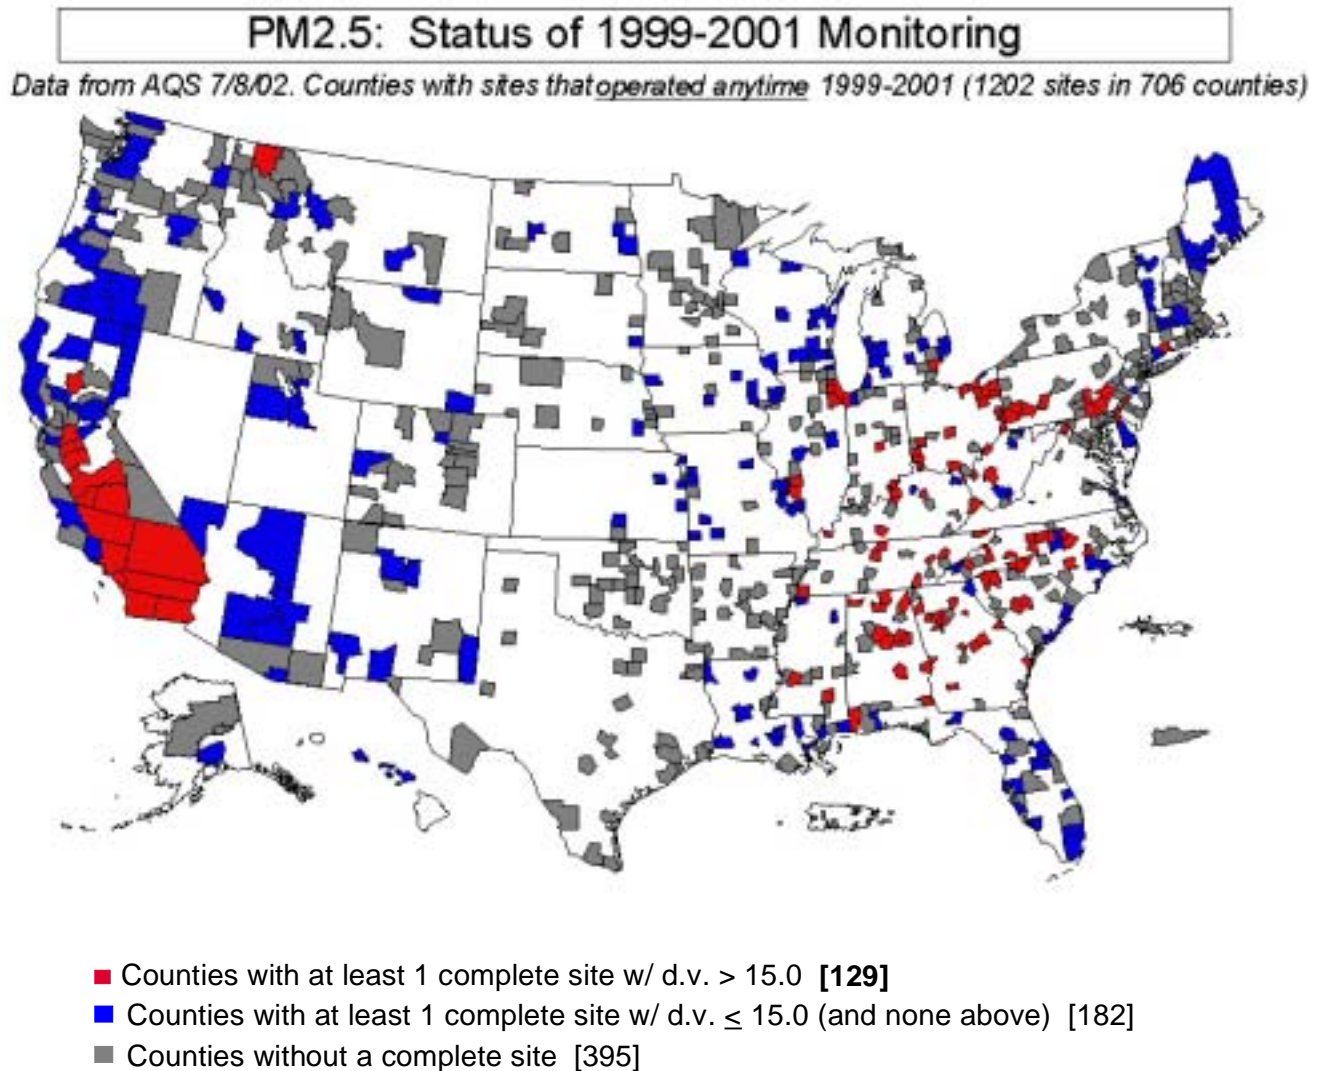 PM2.5: Status of 1999-2001 Monitoring
Data from AQS 7/8/02. Counties with sites that operated anytime 1999-2001 (1202 sites in 706 counties)
Counties with at least 1 complete site w/ d.v. > 15.0 [129]
Counties with at least 1 complete site w/ d.v. ≤ 15.0 (and none above) [182]
Counties without a complete site [395]